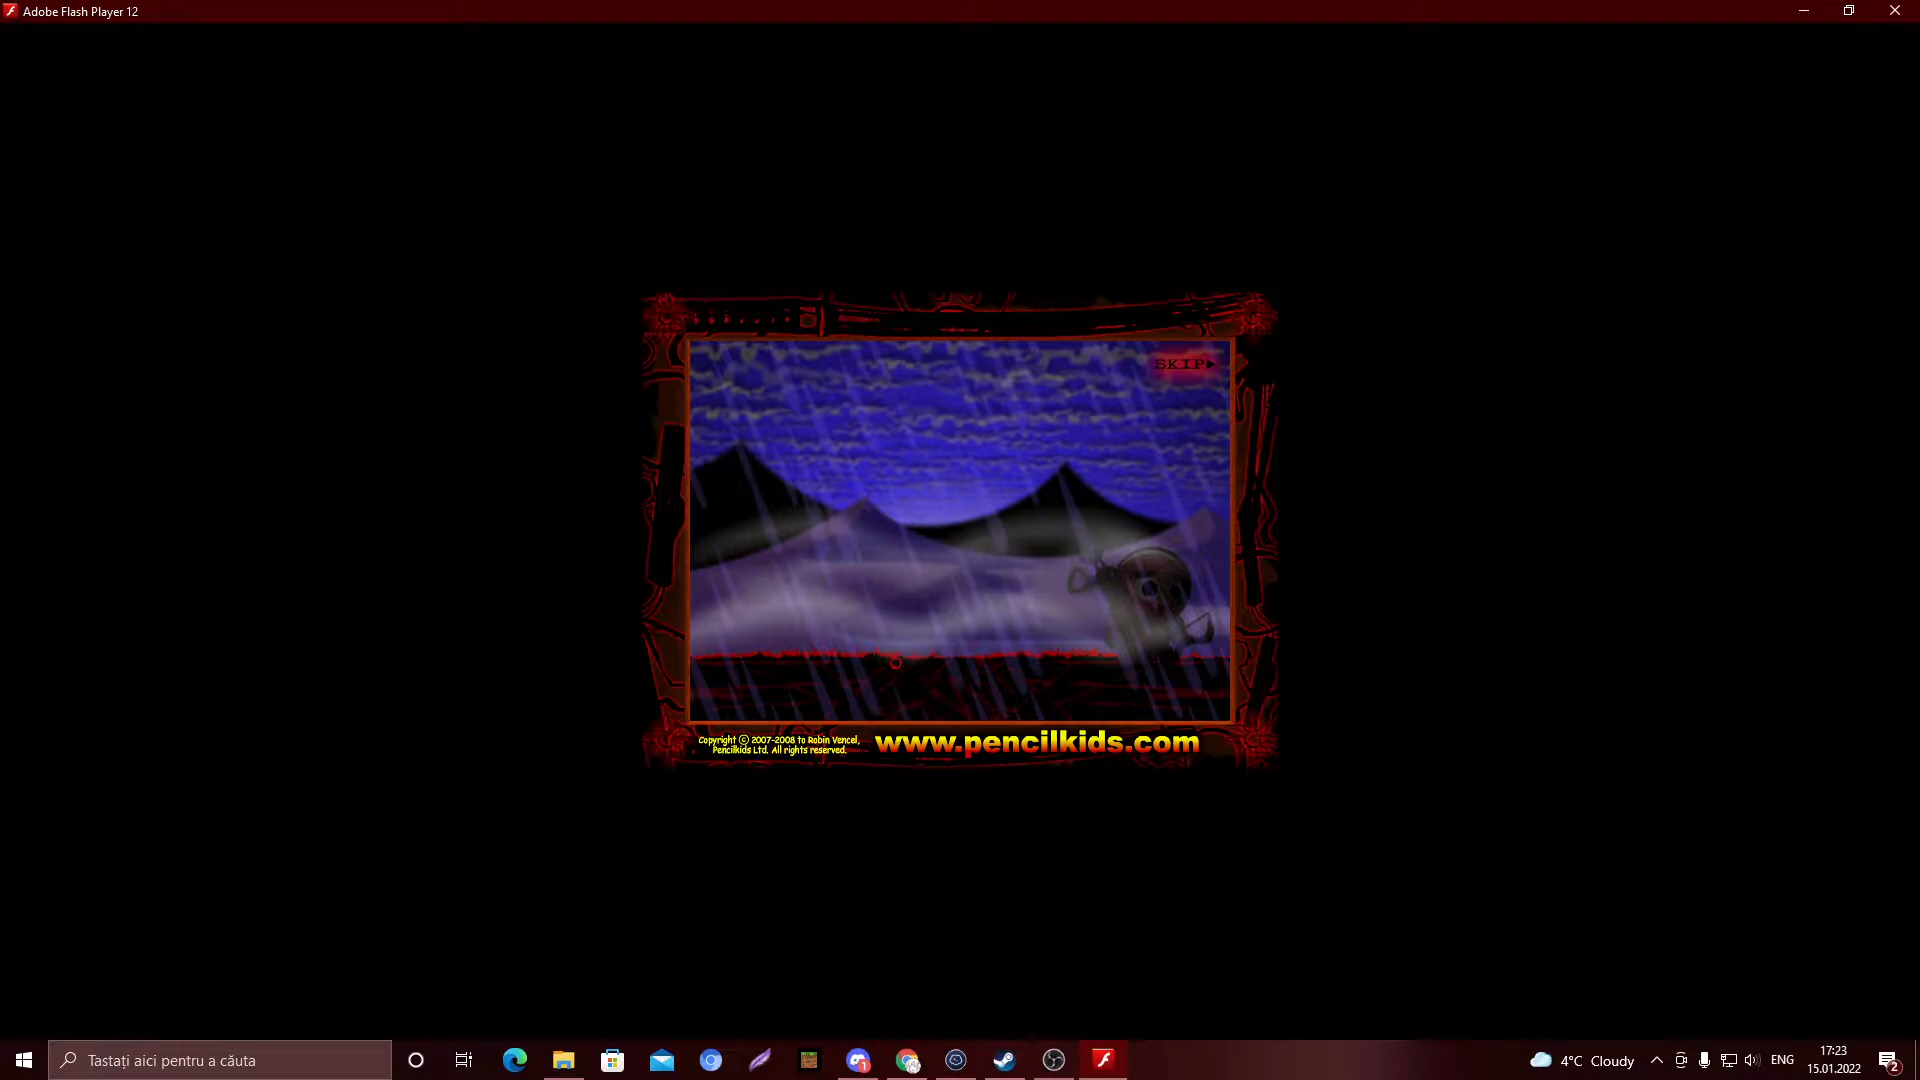 Adobe Flash Player 12
SKIP
Copyright © 2007-2008 to Robin Vencel,
Pencilkids Ltd. All rights reserved.
www.pencilkids.com
Tastați aici pentru a căuta
1
4°C Cloudy
ENG
17:23
15.01.2022
2